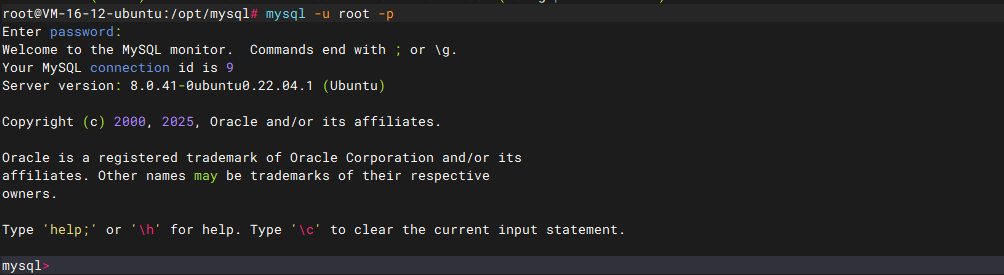 root@VM-16-12-ubuntu:/opt/mysql# mysql -u root -p
Enter password:
Welcome to the MySQL monitor.  Commands end with ; or \g.
Your MySQL connection id is 9
Server version: 8.0.41-0ubuntu0.22.04.1 (Ubuntu)
Copyright (c) 2000, 2025, Oracle and/or its affiliates.
Oracle is a registered trademark of Oracle Corporation and/or its
affiliates. Other names may be trademarks of their respective
owners.
Type 'help;' or '\h' for help. Type '\c' to clear the current input statement.
mysql>